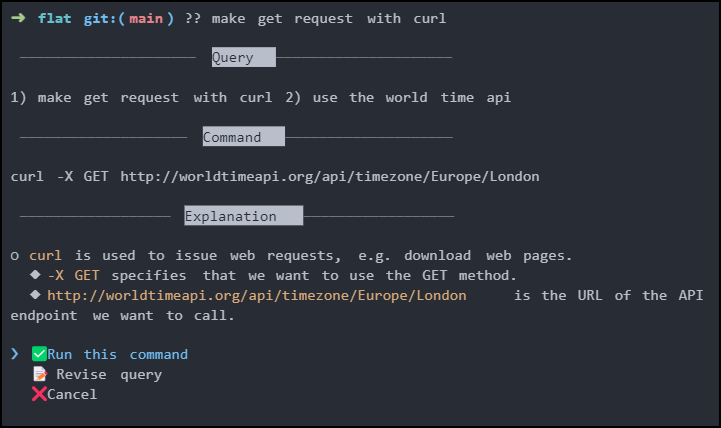 ➜ flat git:(main) ?? make get request with curl
Query
1) make get request with curl 2) use the world time api
Command
curl -X GET http://worldtimeapi.org/api/timezone/Europe/London
Explanation
o curl is used to issue web requests, e.g. download web pages.
◆ -X GET specifies that we want to use the GET method.
◆ http://worldtimeapi.org/api/timezone/Europe/London is the URL of the API
endpoint we want to call.
❯ ✅Run this command
📝 Revise query
❌Cancel